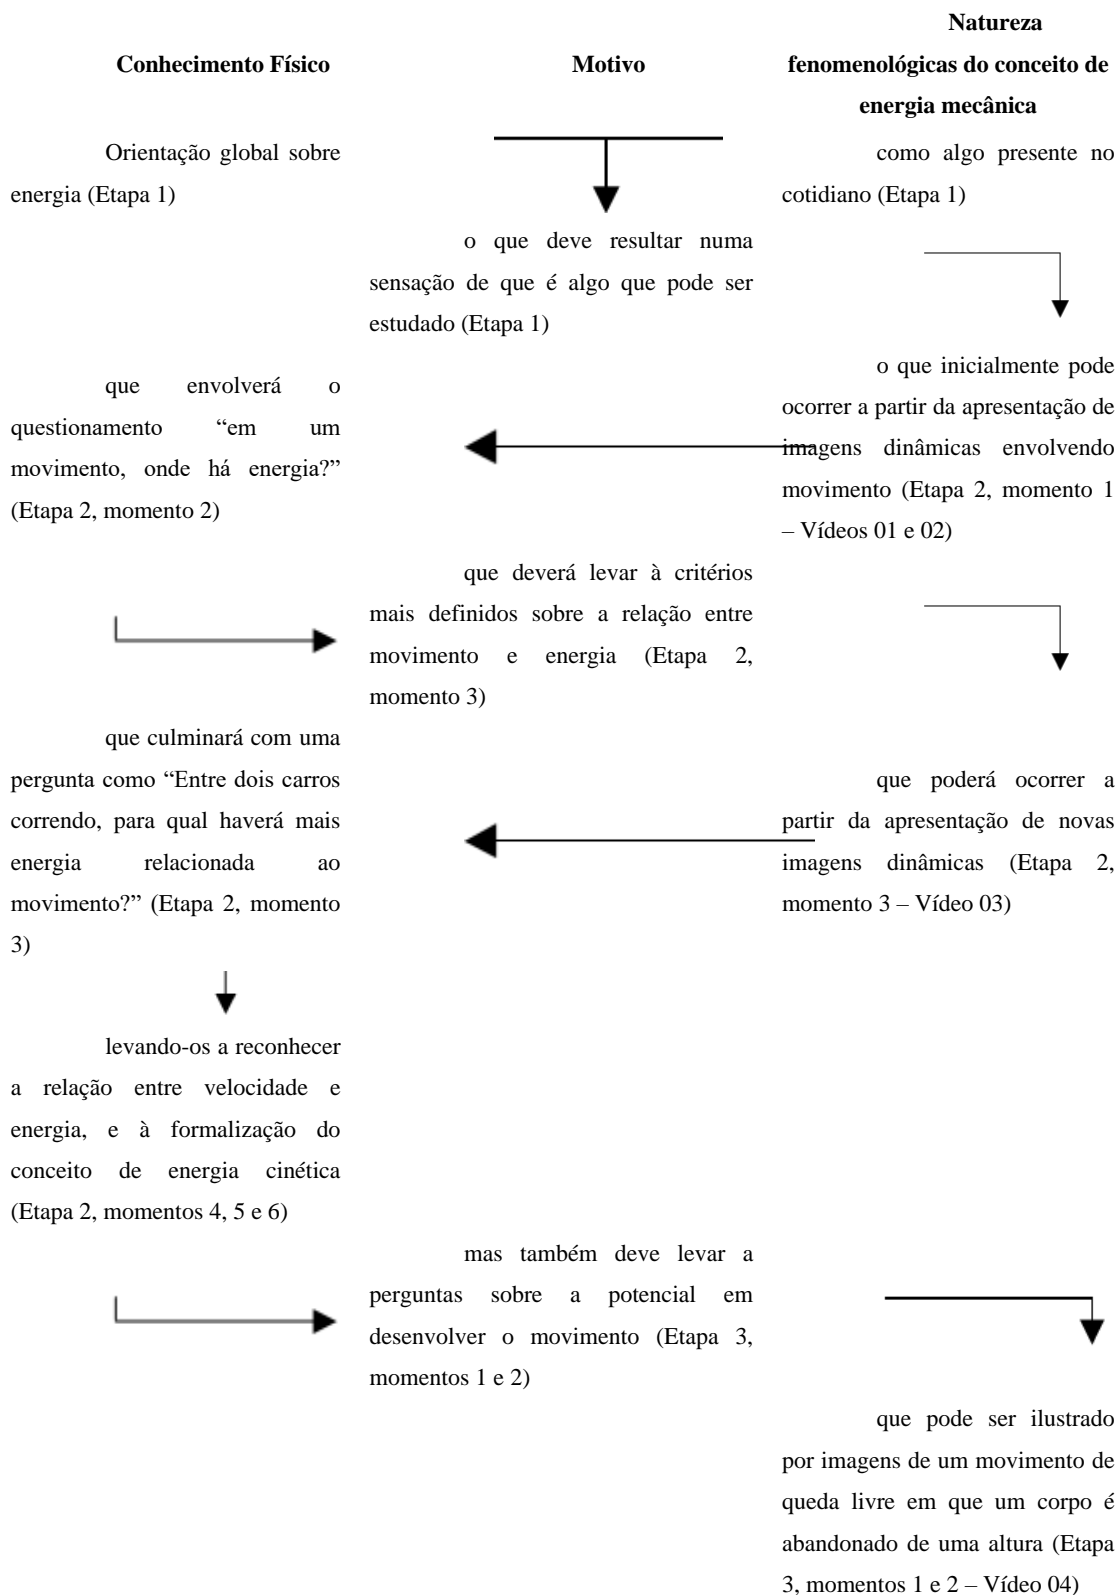 Conhecimento Físico
Motivo
Natureza
fenomenológicas do conceito de
energia mecânica
Orientação global sobre
energia (Etapa 1)
como algo presente no
cotidiano (Etapa 1)
o que deve resultar numa
sensação de que é algo que pode ser
estudado (Etapa 1)
o que inicialmente pode
ocorrer a partir da apresentação de
imagens dinâmicas envolvendo
movimento (Etapa 2, momento 1
– Vídeos 01 e 02)
que envolverá o
questionamento “em um
movimento, onde há energia?”
(Etapa 2, momento 2)
que deverá levar à critérios
mais definidos sobre a relação entre
movimento e energia (Etapa 2,
momento 3)
que poderá ocorrer a
partir da apresentação de novas
imagens dinâmicas (Etapa 2,
momento 3 – Vídeo 03)
que culminará com uma
pergunta como “Entre dois carros
correndo, para qual haverá mais
energia relacionada ao
movimento?” (Etapa 2, momento
3)
levando-os a reconhecer
a relação entre velocidade e
energia, e à formalização do
conceito de energia cinética
(Etapa 2, momentos 4, 5 e 6)
mas também deve levar a
perguntas sobre a potencial em
desenvolver o movimento (Etapa 3,
momentos 1 e 2)
que pode ser ilustrado
por imagens de um movimento de
queda livre em que um corpo é
abandonado de uma altura (Etapa
3, momentos 1 e 2 – Vídeo 04)